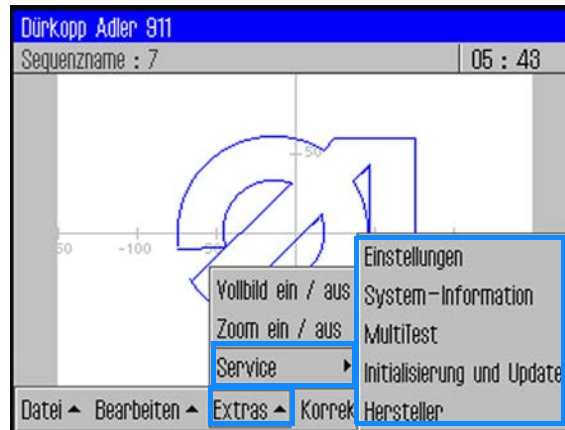 Dürkopp Adler 911
Sequenzname : 7 05 : 43
50
50 -100
Vollbild ein / aus
Zoom ein / aus
Service
Einstellungen
System-Information
MultiTest
Initialisierung und Update
Hersteller
Datei Bearbeiten Extras Korrek